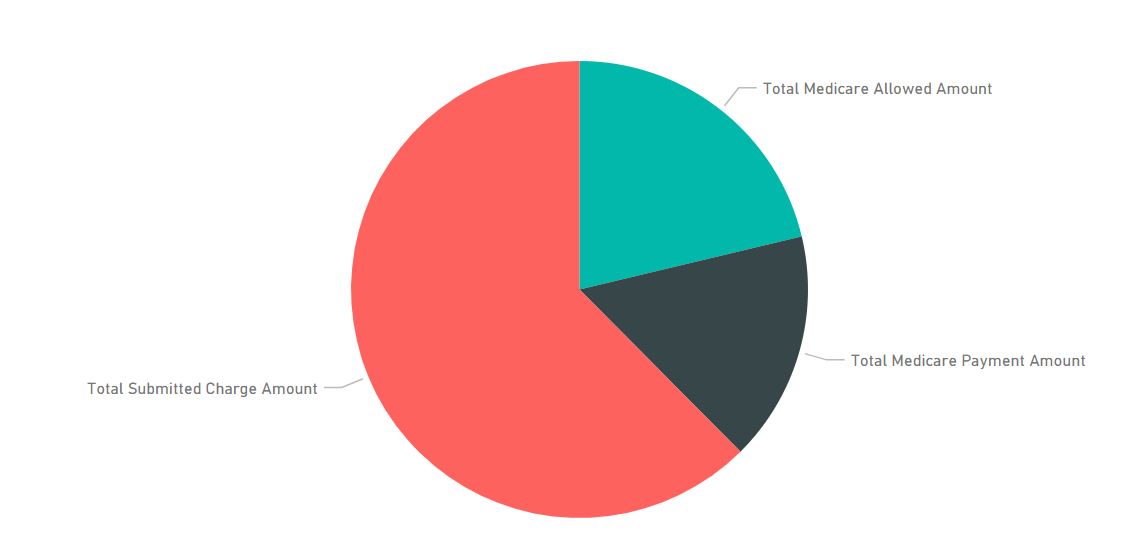 Total Medicare Allowed Amount
Total Medicare Payment Amount
Total Submitted Charge Amount